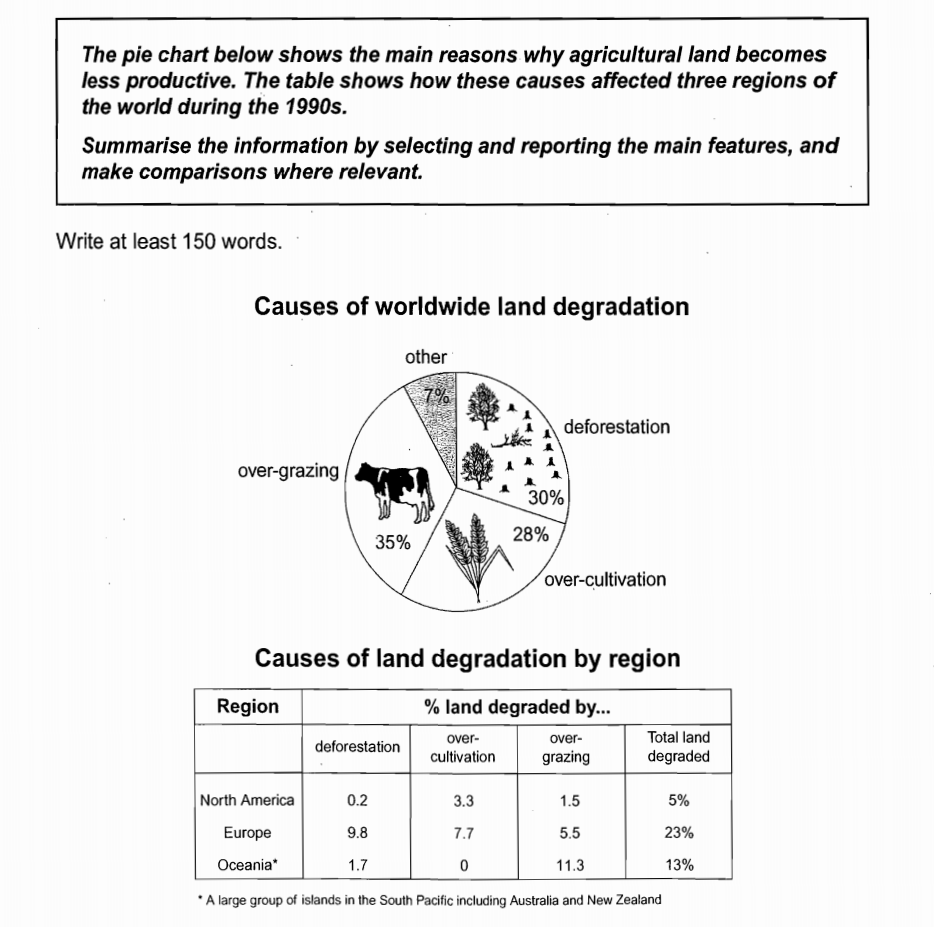 The pie chart below shows the main reasons why agricultural land becomes
less productive. The table shows how these causes affected three regions of
the world during the 1990s.
Summarise the information by selecting and reporting the main features, and
make comparisons where relevant.
Write at least 150 words.
Causes of worldwide land degradation
other
7%
deforestation
over-grazing
30%
28%
35%
over-cultivation
Causes of land degradation by region
Region % land degraded by...
deforestation over-cultivation over-grazing Total land degraded
North America 0.2 3.3 1.5 5%
Europe 9.8 7.7 5.5 23%
Oceania* 1.7 0 11.3 13%
* A large group of islands in the South Pacific including Australia and New Zealand